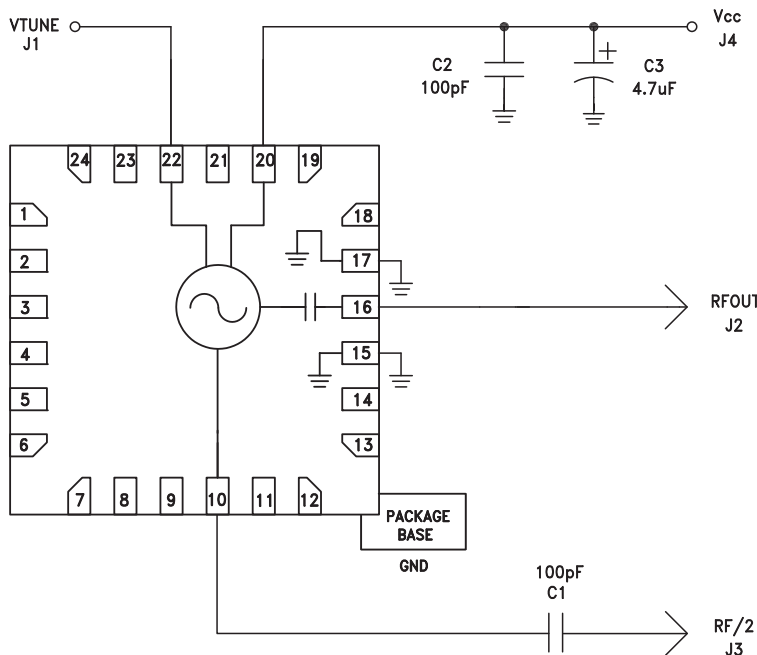 VTUNE
J1
Vcc
J4
C2
100pF
+
C3
4.7uF
24 23 22 21 20 19
1
18
2
17
3
16
RFOUT
J2
4
15
5
14
6
13
7 8 9 10 11 12
PACKAGE
BASE
GND
100pF
C1
RF/2
J3